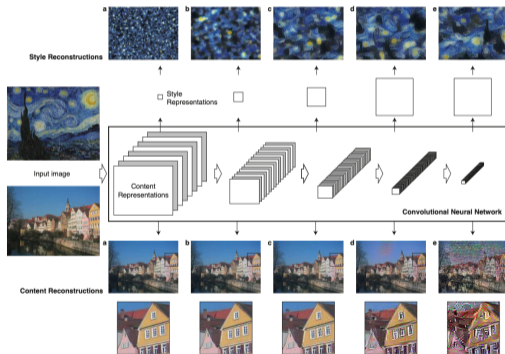 a b c d e
Style Reconstructions
Style
Representations
Input image
Content
Representations
Convolutional Neural Network
a b c d e
Content Reconstructions